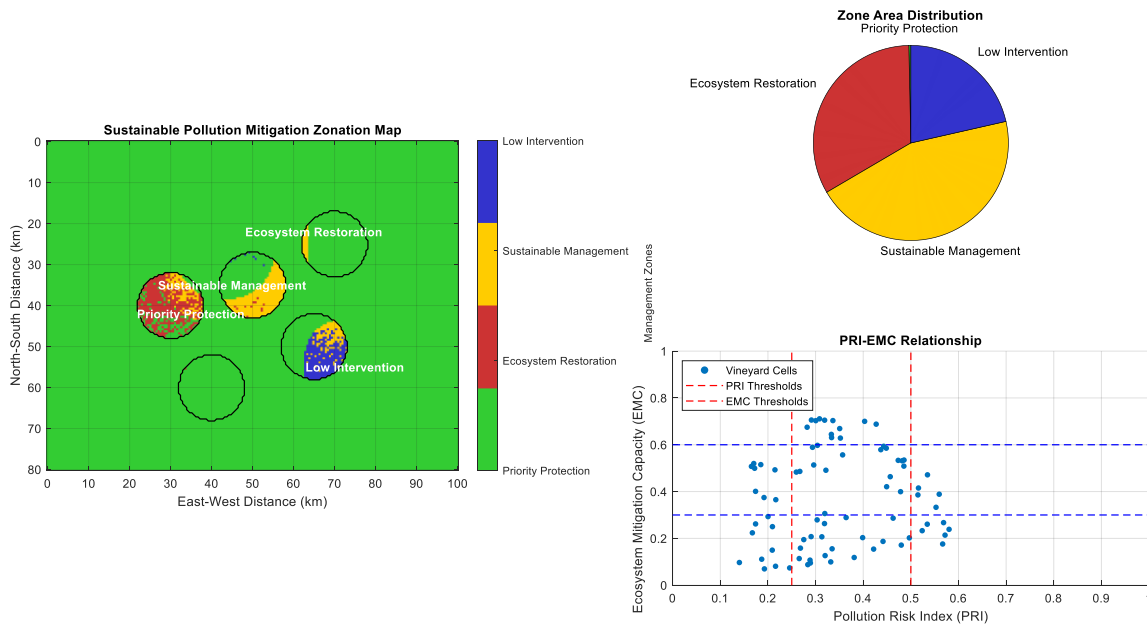 Sustainable Pollution Mitigation Zonation Map
0
10
20
30
40
50
60
70
80
North-South Distance (km)
Ecosystem Restoration
Sustainable Management
Priority Protection
Low Intervention
0 10 20 30 40 50 60 70 80 90 100
East-West Distance (km)
Low Intervention
Sustainable Management
Ecosystem Restoration
Priority Protection
Management Zones
Zone Area Distribution
Priority Protection
Low Intervention
Ecosystem Restoration
Sustainable Management
PRI-EMC Relationship
1
0.8
0.6
0.4
0.2
0
Ecosystem Mitigation Capacity (EMC)
Vineyard Cells
PRI Thresholds
EMC Thresholds
0 0.1 0.2 0.3 0.4 0.5 0.6 0.7 0.8 0.9
Pollution Risk Index (PRI)